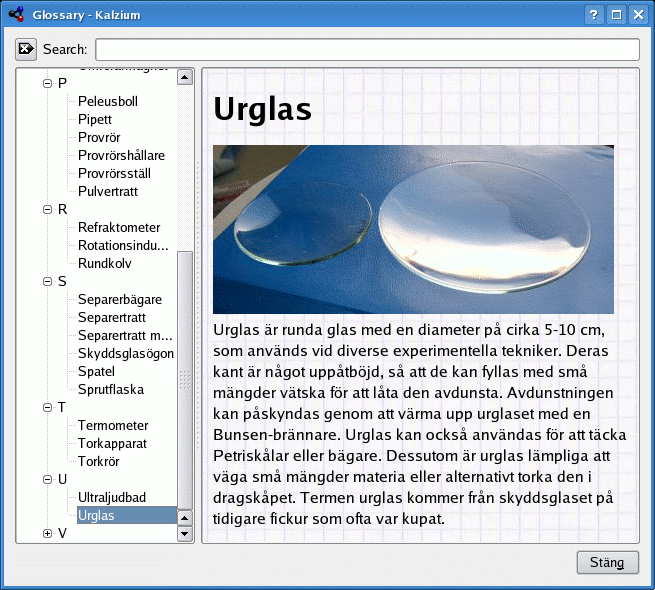 Glossary - Kalzium
Search:
P
Peleusboll
Pipett
Provrör
Provrörshållare
Provrörsställ
Pulvertratt
R
Refraktometer
Rotationsindu...
Rundkolv
S
Separerbägare
Separertratt
Separertratt m...
Skyddsglasögon
Spatel
Sprutflaska
T
Termometer
Torkapparat
Torkrör
U
Ultraljudbad
Urglas
V
Urglas
Urglas är runda glas med en diameter på cirka 5-10 cm,
som används vid diverse experimentella tekniker. Deras
kant är något uppåtböjd, så att de kan fyllas med små
mängder vätska för att låta den avdunsta. Avdunstningen
kan påskyndas genom att värma upp urglaset med en
Bunsen-brännare. Urglas kan också användas för att täcka
Petriskålar eller bägare. Dessutom är urglas lämpliga att
väga små mängder materia eller alternativt torka den i
dragskåpet. Termen urglas kommer från skyddsglaset på
tidigare fickur som ofta var kupat.
Stäng